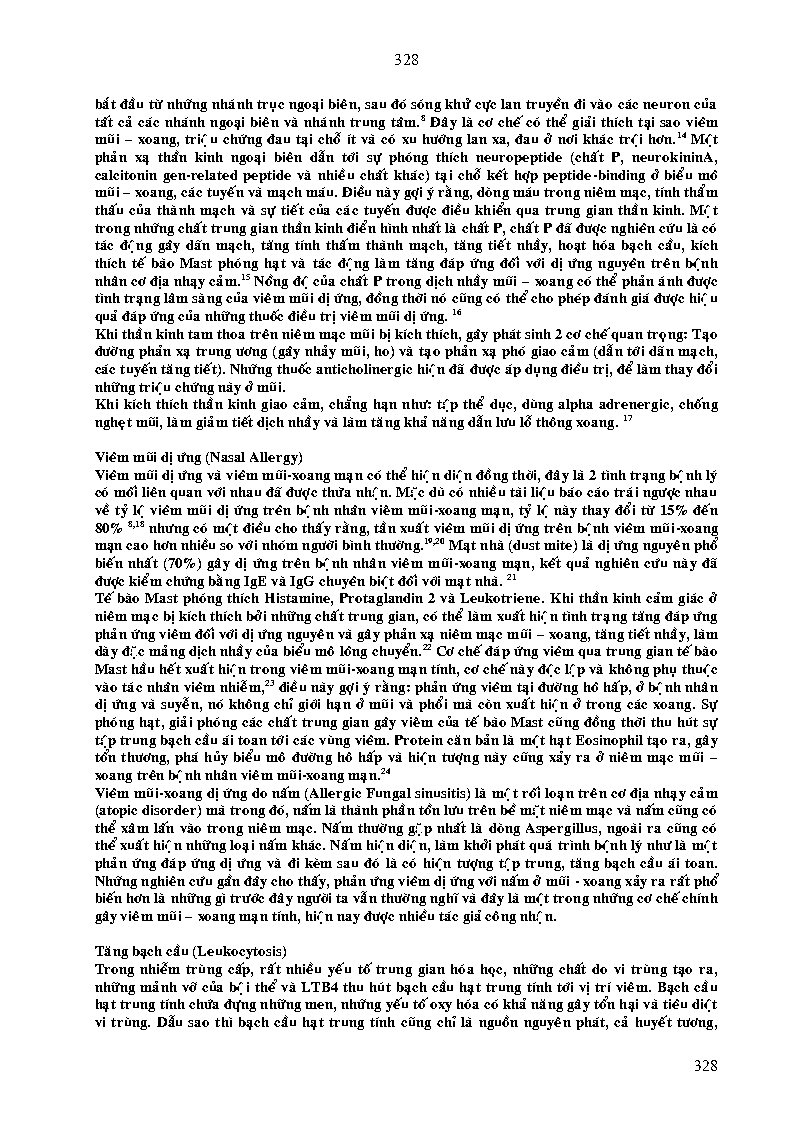 328
bắt đầu từ những nhánh trục ngoại biên, sau đó sóng khử cực lan truyền đi vào các neuron của
tất cả các nhánh ngoại biên và nhánh trung tâm.8 Đây là cơ chế có thể giải thích tại sao viêm
mũi – xoang, triệu chứng đau tại chỗ ít và có xu hướng lan xa, đau ở nơi khác trội hơn.14 Một
phản xạ thần kinh ngoại biên dẫn tới sự phóng thích neuropeptide (chất P, neurokininA,
calcitonin gen-related peptide và nhiều chất khác) tại chỗ kết hợp peptide-binding ở biểu mô
mũi – xoang, các tuyến và mạch máu. Điều này gợi ý rằng, dòng máu trong niêm mạc, tính thẩm
thấu của thành mạch và sự tiết của các tuyến được điều khiển qua trung gian thần kinh. Một
trong những chất trung gian thần kinh điển hình nhất là chất P, chất P đã được nghiên cứu là có
tác động gây dãn mạch, tăng tính thấm thành mạch, tăng tiết nhầy, hoạt hóa bạch cầu, kích
thích tế bào Mast phóng hạt và tác động làm tăng đáp ứng đối với dị ứng nguyên trên bệnh
nhân cơ địa nhạy cảm.15 Nồng độ của chất P trong dịch nhầy mũi – xoang có thể phản ánh được
tình trạng lâm sàng của viêm mũi dị ứng, đồng thời nó cũng có thể cho phép đánh giá được hiệu
quả đáp ứng của những thuốc điều trị viêm mũi dị ứng. 16
Khi thần kinh tam thoa trên niêm mạc mũi bị kích thích, gây phát sinh 2 cơ chế quan trọng: Tạo
đường phản xạ trung ương (gây nhảy mũi, ho) và tạo phản xạ phó giao cảm (dẫn tới dãn mạch,
các tuyến tăng tiết). Những thuốc anticholinergic hiện đã được áp dụng điều trị, để làm thay đổi
những triệu chứng này ở mũi.
Khi kích thích thần kinh giao cảm, chẳng hạn như: tập thể dục, dùng alpha adrenergic, chống
nghẹt mũi, làm giảm tiết dịch nhầy và làm tăng khả năng dẫn lưu lỗ thông xoang. 17
Viêm mũi dị ứng (Nasal Allergy)
Viêm mũi dị ứng và viêm mũi-xoang mạn có thể hiện diện đồng thời, đây là 2 tình trạng bệnh lý
có mối liên quan với nhau đã được thừa nhận. Mặc dù có nhiều tài liệu báo cáo trái ngược nhau
về tỷ lệ viêm mũi dị ứng trên bệnh nhân viêm mũi-xoang mạn, tỷ lệ này thay đổi từ 15% đến
80% 8,18 nhưng có một điều cho thấy rằng, tần xuất viêm mũi dị ứng trên bệnh viêm mũi-xoang
mạn cao hơn nhiều so với nhóm người bình thường.19,20 Mạt nhà (dust mite) là dị ứng nguyên phổ
biến nhất (70%) gây dị ứng trên bệnh nhân viêm mũi-xoang mạn, kết quả nghiên cứu này đã
được kiểm chứng bằng IgE và IgG chuyên biệt đối với mạt nhà. 21
Tế bào Mast phóng thích Histamine, Protaglandin 2 và Leukotriene. Khi thần kinh cảm giác ở
niêm mạc bị kích thích bởi những chất trung gian, có thể làm xuất hiện tình trạng tăng đáp ứng
phản ứng viêm đối với dị ứng nguyên và gây phản xạ niêm mạc mũi – xoang, tăng tiết nhầy, làm
dày đặc mảng dịch nhầy của biểu mô lông chuyển.22 Cơ chế đáp ứng viêm qua trung gian tế bào
Mast hầu hết xuất hiện trong viêm mũi-xoang mạn tính, cơ chế này độc lập và không phụ thuộc
vào tác nhân viêm nhiễm,23 điều này gợi ý rằng: phản ứng viêm tại đường hô hấp, ở bệnh nhân
dị ứng và suyễn, nó không chỉ giới hạn ở mũi và phổi mà còn xuất hiện ở trong các xoang. Sự
phóng hạt, giải phóng các chất trung gian gây viêm của tế bào Mast cũng đồng thời thu hút sự
tập trung bạch cầu ái toan tới các vùng viêm. Protein căn bản là một hạt Eosinophil tạo ra, gây
tổn thương, phá hủy biểu mô đường hô hấp và hiện tượng này cũng xảy ra ở niêm mạc mũi –
xoang trên bệnh nhân viêm mũi-xoang mạn.24
Viêm mũi-xoang dị ứng do nấm (Allergic Fungal sinusitis) là một rối loạn trên cơ địa nhạy cảm
(atopic disorder) mà trong đó, nấm là thành phần tồn lưu trên bề mặt niêm mạc và nấm cũng có
thể xâm lấn vào trong niêm mạc. Nấm thường gặp nhất là dòng Aspergillus, ngoài ra cũng có
thể xuất hiện những loại nấm khác. Nấm hiện diện, làm khởi phát quá trình bệnh lý như là một
phản ứng đáp ứng dị ứng và đi kèm sau đó là có hiện tượng tập trung, tăng bạch cầu ái toan.
Những nghiên cứu gần đây cho thấy, phản ứng viêm dị ứng với nấm ở mũi - xoang xảy ra rất phổ
biến hơn là những gì trước đây người ta vẫn thường nghĩ và đây là một trong những cơ chế chính
gây viêm mũi – xoang mạn tính, hiện nay được nhiều tác giả công nhận.
Tăng bạch cầu (Leukocytosis)
Trong nhiễm trùng cấp, rất nhiều yếu tố trung gian hóa học, những chất do vi trùng tạo ra,
những mảnh vỡ của bội thể và LTB4 thu hút bạch cầu hạt trung tính tới vị trí viêm. Bạch cầu
hạt trung tính chứa đựng những men, những yếu tố oxy hóa có khả năng gây tổn hại và tiêu diệt
vi trùng. Dẫu sao thì bạch cầu hạt trung tính cũng chỉ là nguồn nguyên phát, cả huyết tương,
328